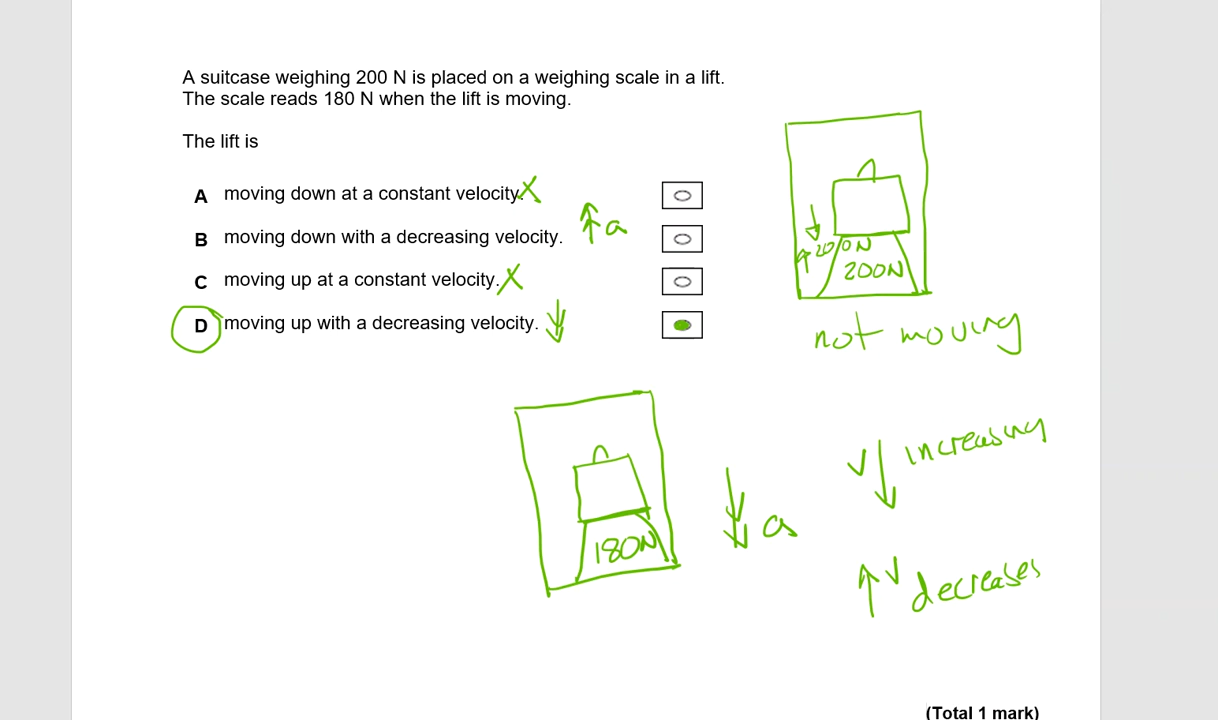 A suitcase weighing 200 N is placed on a weighing scale in a lift.
The scale reads 180 N when the lift is moving.
The lift is
A moving down at a constant velocity. X
B moving down with a decreasing velocity. a
C moving up at a constant velocity. X
D moving up with a decreasing velocity.
200N
200N
not moving
180N
a
v increasing
v decreases
(Total 1 mark)